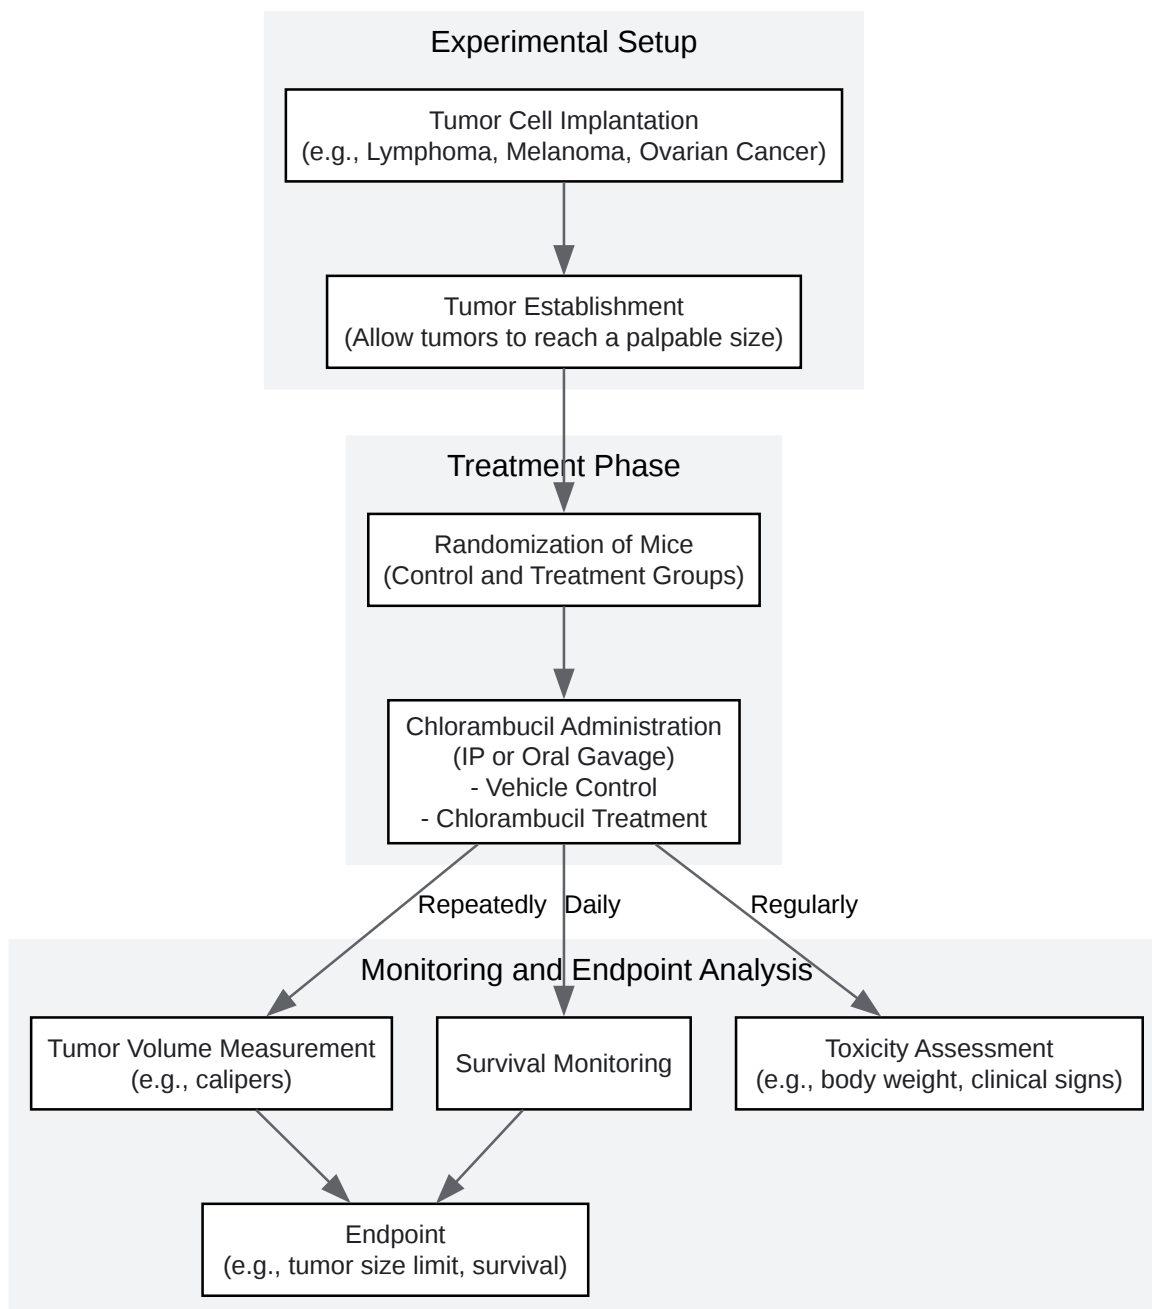 Experimental Setup
Tumor Cell Implantation
(e.g., Lymphoma, Melanoma, Ovarian Cancer)
Tumor Establishment
(Allow tumors to reach a palpable size)
Treatment Phase
Randomization of Mice
(Control and Treatment Groups)
Chlorambucil Administration
(IP or Oral Gavage)
- Vehicle Control
- Chlorambucil Treatment
Repeatedly
Daily
Regularly
Monitoring and Endpoint Analysis
Tumor Volume Measurement
(e.g., calipers)
Survival Monitoring
Toxicity Assessment
(e.g., body weight, clinical signs)
Endpoint
(e.g., tumor size limit, survival)